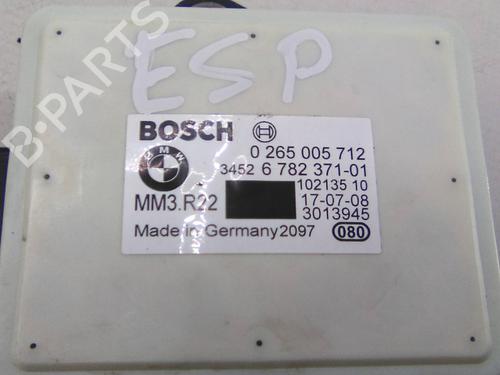 ESP
B-PARTS
BOSCH
BMW
0 265 005 712
3452 6 782 371-01
102135 10
MM3.R22
17-07-08
3013945
Made in Germany 2097
080